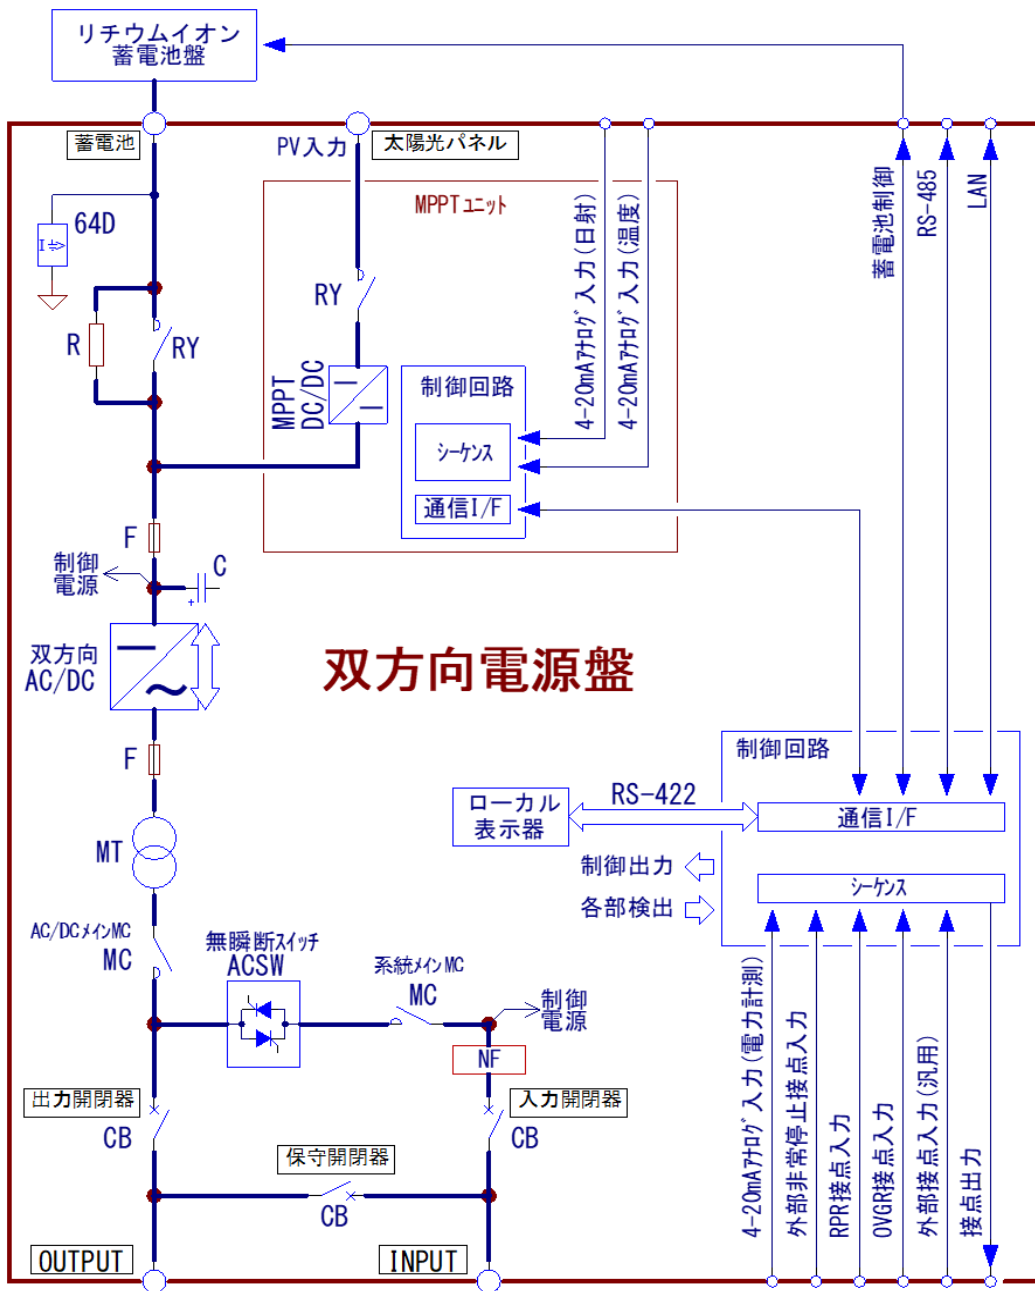 リチウムイオン
蓄電池盤
蓄電池
PV入力
太陽光パネル
MPPTユニット
4-20mAアナログ入力(日射)
4-20mAアナログ入力(温度)
蓄電池制御
RS-485
LAN
64D
I
R
RY
RY
MPPT
DC/DC
制御回路
シーケンス
通信I/F
F
制御
電源
C
+
双方向
AC/DC
双方向電源盤
F
MT
制御回路
ローカル
表示器
RS-422
通信I/F
制御出力
各部検出
シーケンス
AC/DCメインMC
MC
無瞬断スイッチ
ACSW
系統メインMC
MC
制御
電源
NF
出力開閉器
CB
入力開閉器
CB
保守開閉器
CB
4-20mAアナログ入力(電力計測)
外部非常停止接点入力
RPR接点入力
OVGR接点入力
外部接点入力(汎用)
接点出力
OUTPUT
INPUT